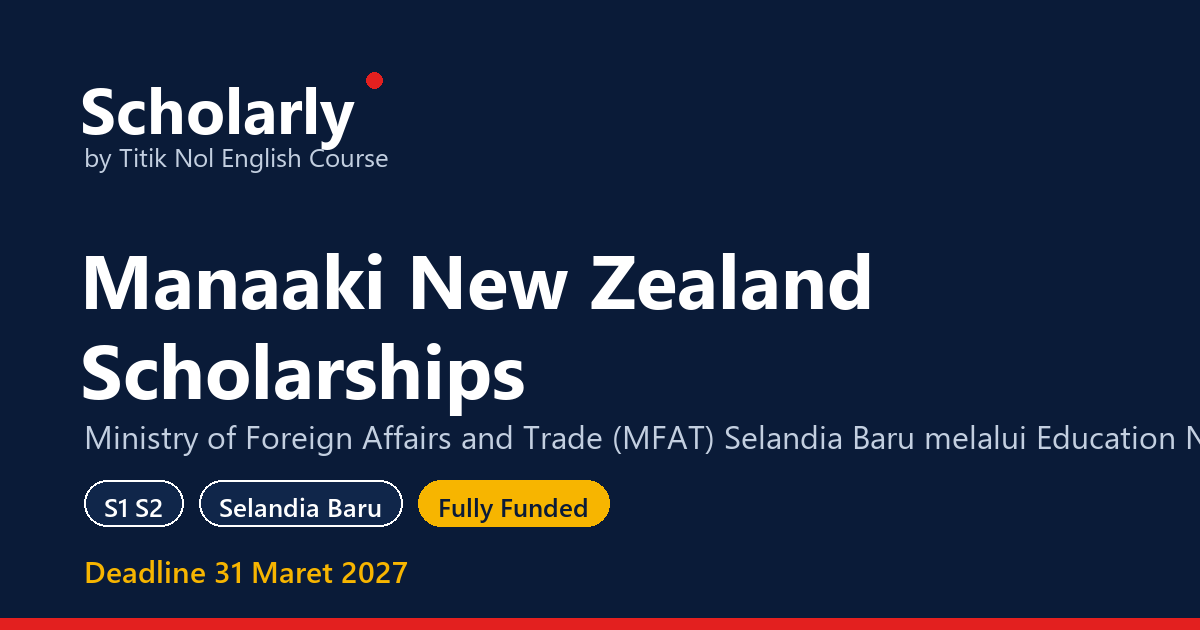 Scholarly
by Titik Nol English Course
Manaaki New Zealand
Scholarships
Ministry of Foreign Affairs and Trade (MFAT) Selandia Baru melalui Education N
S1 S2
Selandia Baru
Fully Funded
Deadline 31 Maret 2027